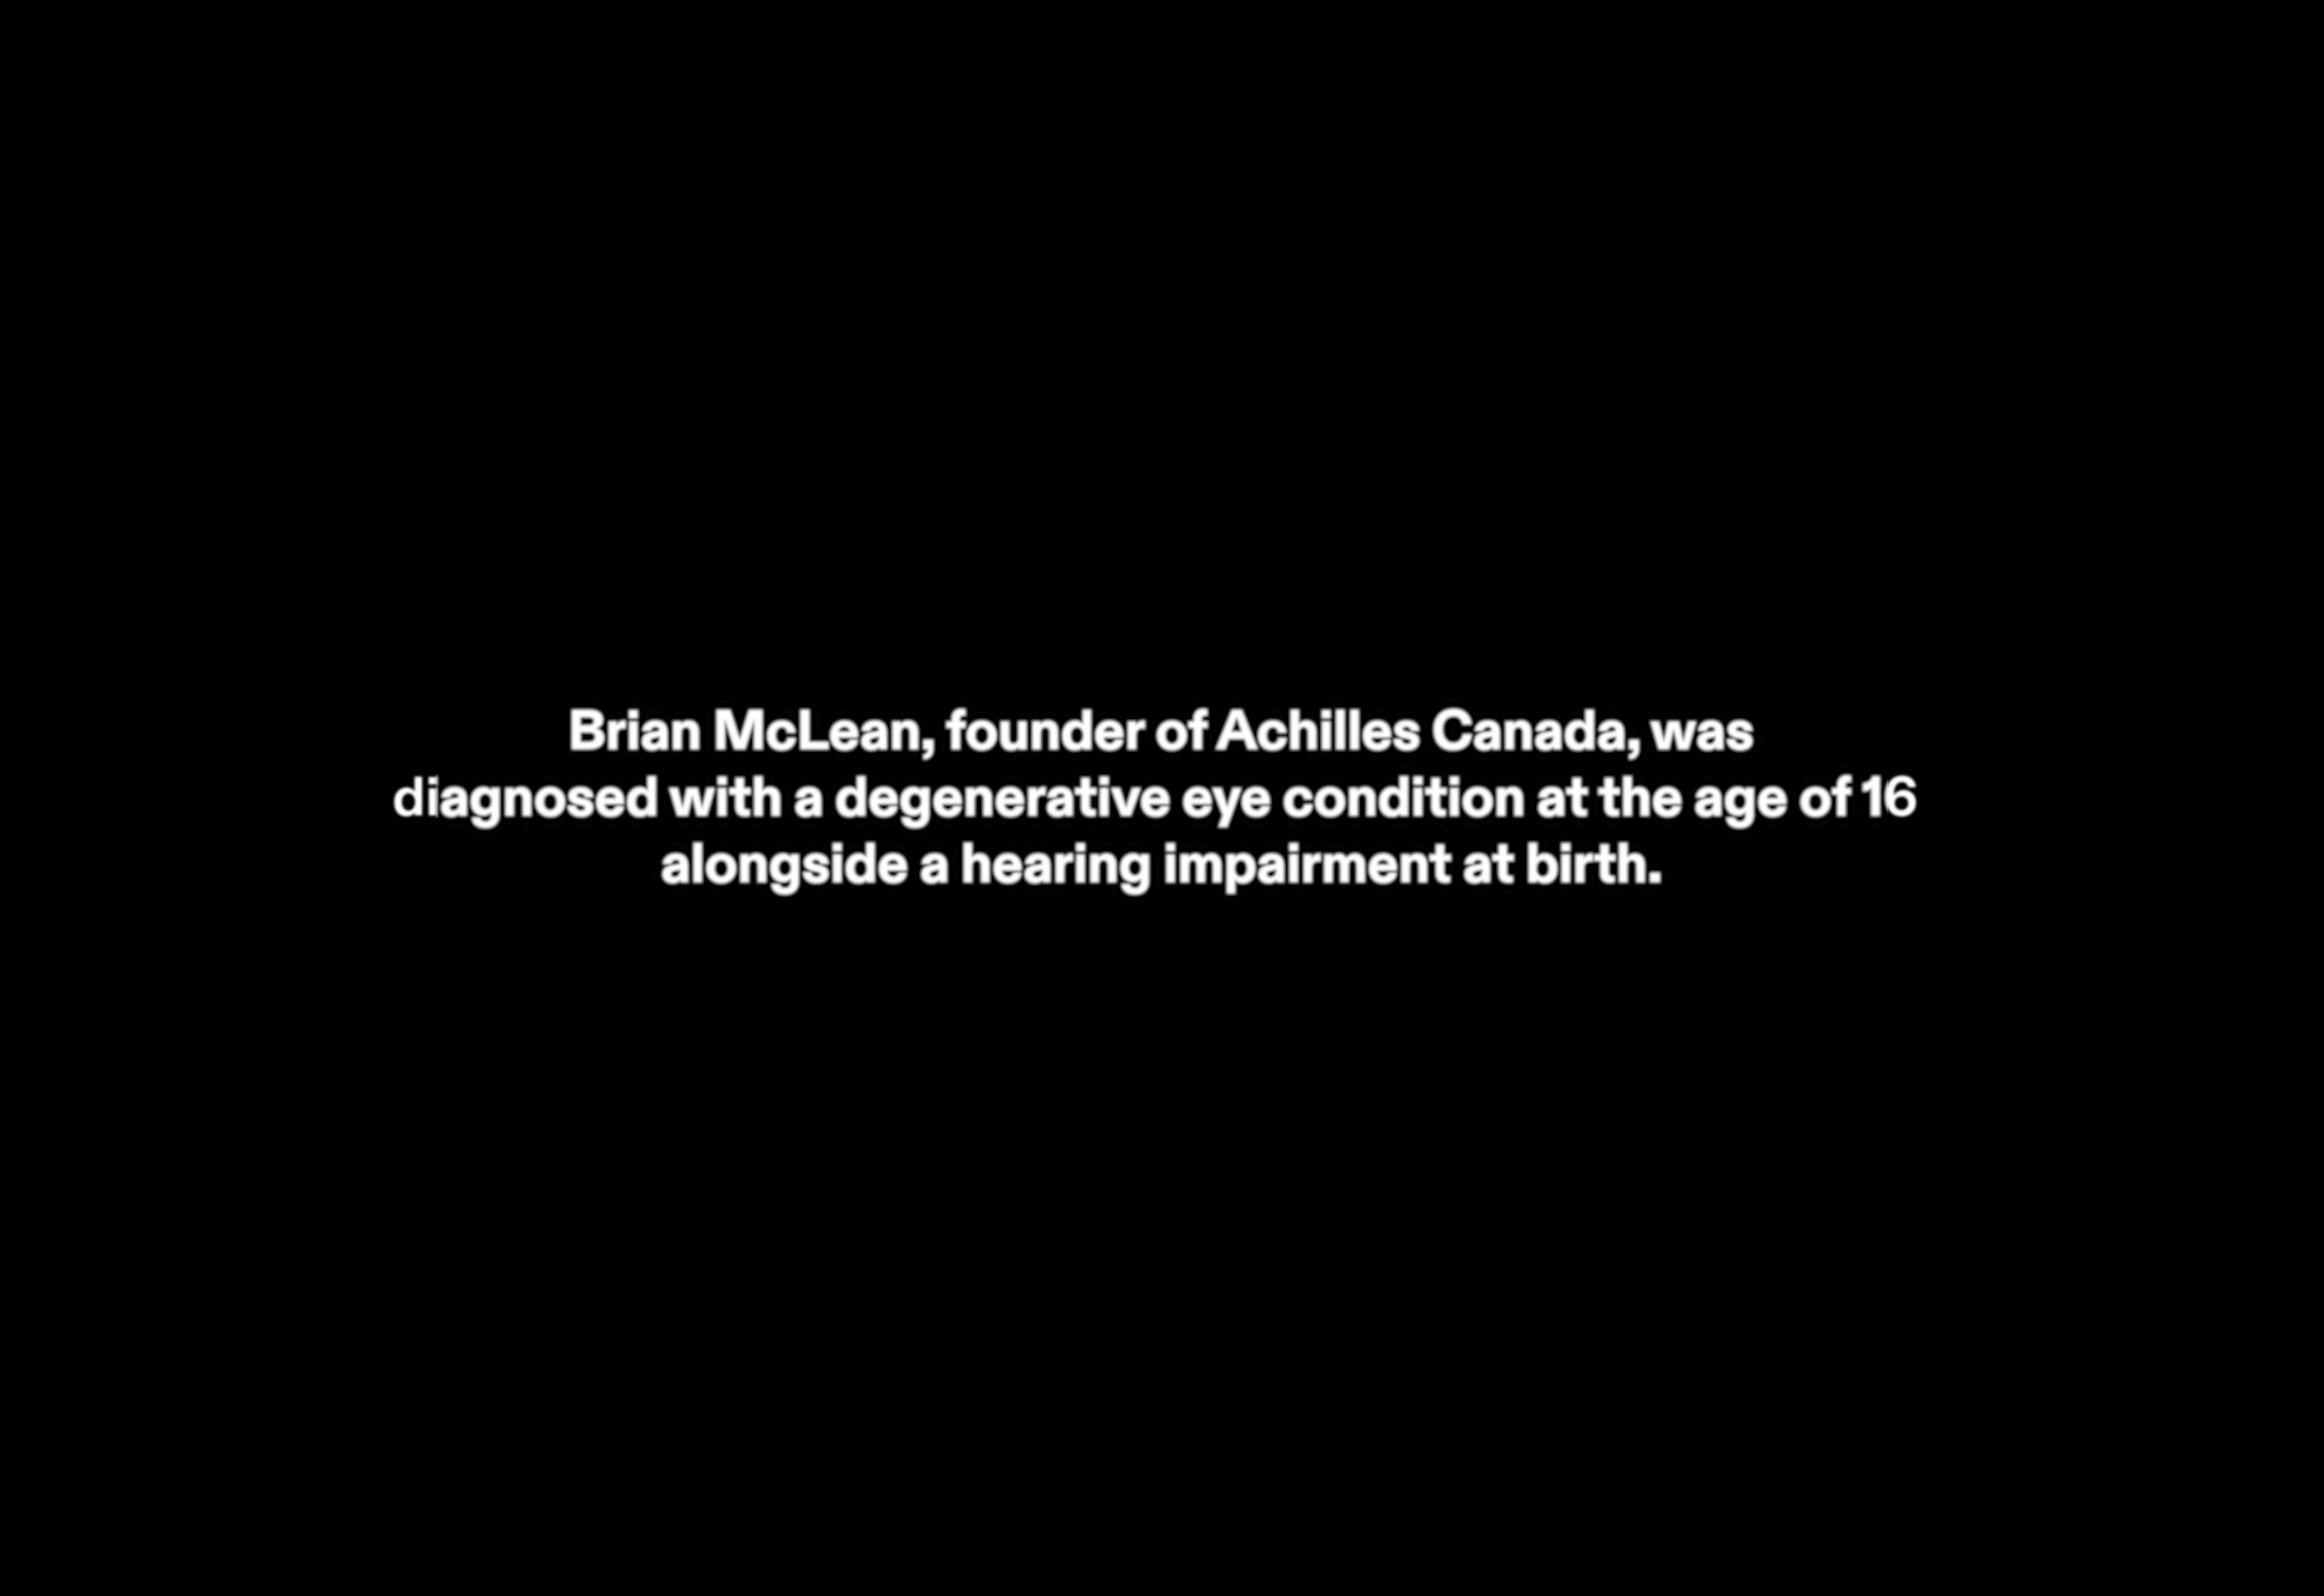 Brian McLean, founder of Achilles Canada, was
diagnosed with a degenerative eye condition at the age of 16
alongside a hearing impairment at birth.